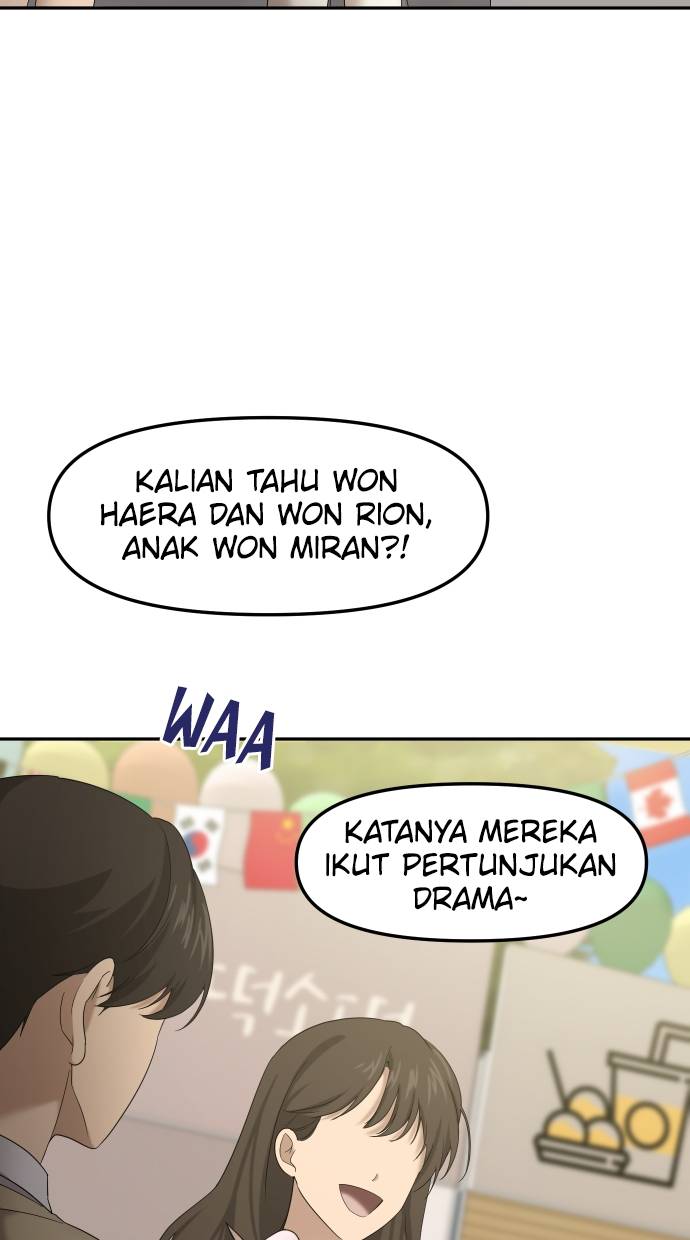 KALIAN TAHU WON
HAERA DAN WON RION,
ANAK WON MIRAN?!
WAA
KATANYA MEREKA
IKUT PERTUNJUKAN
DRAMA~